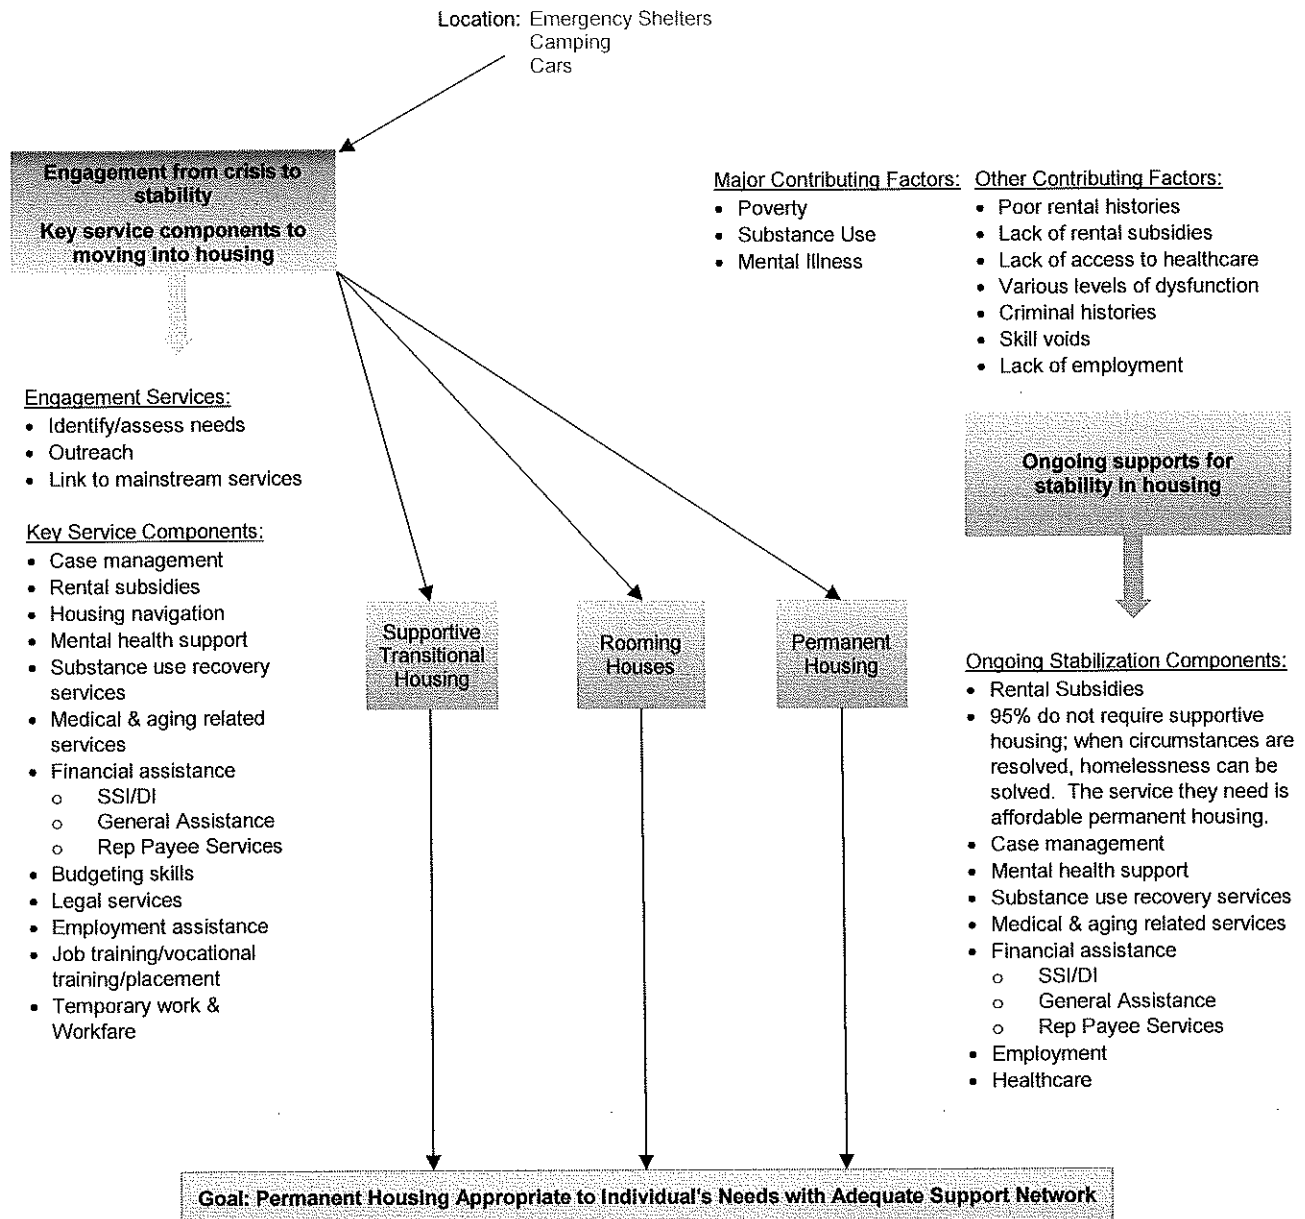 Location: Emergency Shelters
Camping
Cars
Engagement from crisis to
stability
Key service components to
moving into housing
Major Contributing Factors:
• Poverty
• Substance Use
• Mental Illness
Other Contributing Factors:
• Poor rental histories
• Lack of rental subsidies
• Lack of access to healthcare
• Various levels of dysfunction
• Criminal histories
• Skill voids
• Lack of employment
Engagement Services:
• Identify/assess needs
• Outreach
• Link to mainstream services
Key Service Components:
• Case management
• Rental subsidies
• Housing navigation
• Mental health support
• Substance use recovery
services
• Medical & aging related
services
• Financial assistance
o SSI/DI
o General Assistance
o Rep Payee Services
• Budgeting skills
• Legal services
• Employment assistance
• Job training/vocational
training/placement
• Temporary work &
Workfare
Supportive
Transitional
Housing
Rooming
Houses
Permanent
Housing
Ongoing supports for
stability in housing
Ongoing Stabilization Components:
• Rental Subsidies
• 95% do not require supportive
housing; when circumstances are
resolved, homelessness can be
solved. The service they need is
affordable permanent housing.
• Case management
• Mental health support
• Substance use recovery services
• Medical & aging related services
• Financial assistance
o SSI/DI
o General Assistance
o Rep Payee Services
• Employment
• Healthcare
Goal: Permanent Housing Appropriate to Individual's Needs with Adequate Support Network